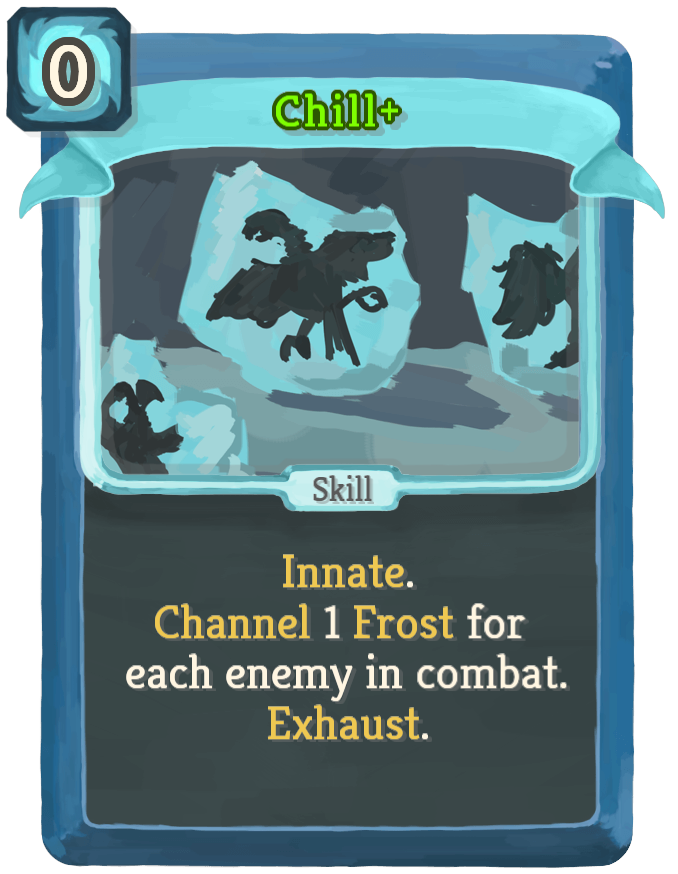 0
Chill+
Skill
Innate.
Channel 1 Frost for
each enemy in combat.
Exhaust.